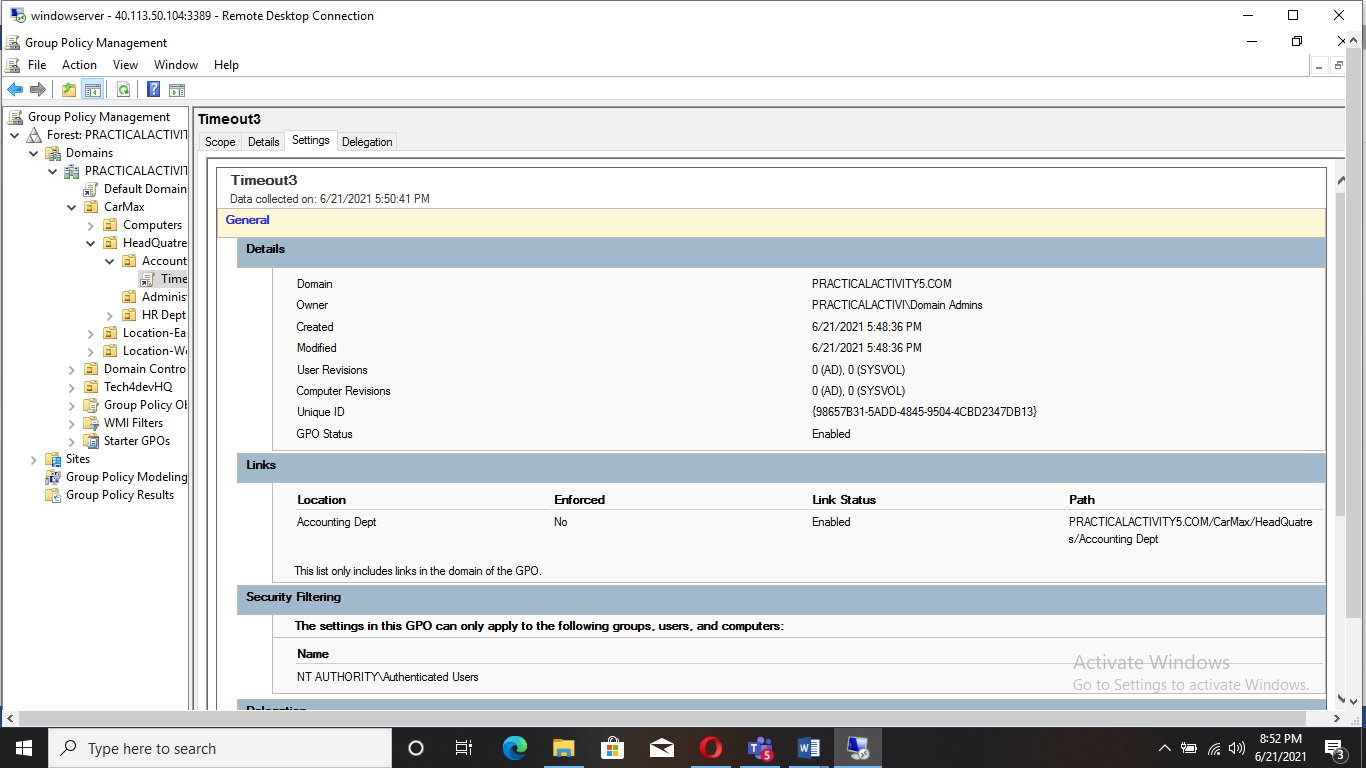 windowserver - 40.113.50.104:3389 - Remote Desktop Connection
Group Policy Management
File Action View Window Help
Group Policy Management
Forest: PRACTICALACTIVIT
Domains
PRACTICALACTIVIT
Default Domain
CarMax
Computers
HeadQuatre
Account
Time
Adminis
HR Dept
Location-Ea
Location-We
Domain Contro
Tech4devHQ
Group Policy Ob
WMI Filters
Starter GPOs
Sites
Group Policy Modeling
Group Policy Results
Timeout3
Scope Details Settings Delegation
Timeout3
Data collected on: 6/21/2021 5:50:41 PM
General
Details
Domain PRACTICALACTIVITY5.COM
Owner PRACTICALACTIVI\Domain Admins
Created 6/21/2021 5:48:36 PM
Modified 6/21/2021 5:48:36 PM
User Revisions 0 (AD), 0 (SYSVOL)
Computer Revisions 0 (AD), 0 (SYSVOL)
Unique ID {98657B31-5ADD-4845-9504-4CBD2347DB13}
GPO Status Enabled
Links
Location Enforced Link Status Path
Accounting Dept No Enabled PRACTICALACTIVITY5.COM/CarMax/HeadQuatre
s/Accounting Dept
This list only includes links in the domain of the GPO.
Security Filtering
The settings in this GPO can only apply to the following groups, users, and computers:
Name
NT AUTHORITY\Authenticated Users
Delegation
Activate Windows
Go to Settings to activate Windows.
Type here to search
5
8:52 PM
6/21/2021
3